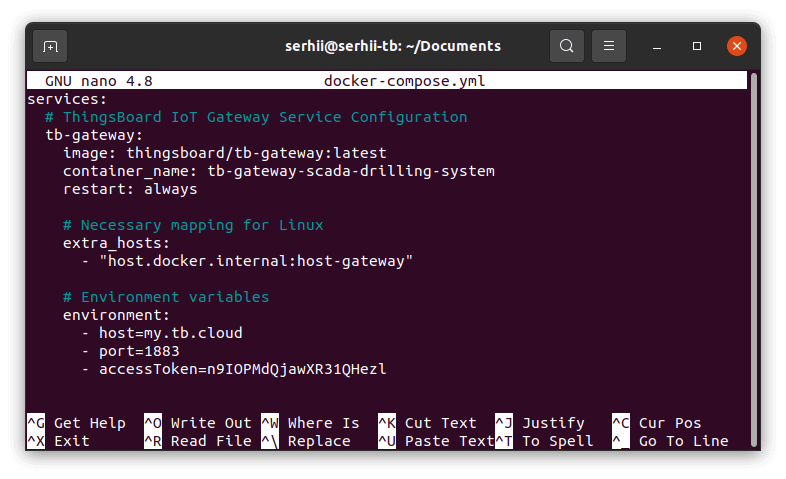 serhii@serhii-tb: ~/Documents
GNU nano 4.8 docker-compose.yml
services:
  # ThingsBoard IoT Gateway Service Configuration
  tb-gateway:
    image: thingsboard/tb-gateway:latest
    container_name: tb-gateway-scada-drilling-system
    restart: always

    # Necessary mapping for Linux
    extra_hosts:
      - "host.docker.internal:host-gateway"

    # Environment variables
    environment:
      - host=my.tb.cloud
      - port=1883
      - accessToken=n9IOPMdQjawXR31QHezl

^G Get Help ^O Write Out ^W Where Is ^K Cut Text ^J Justify ^C Cur Pos
^X Exit ^R Read File ^\ Replace ^U Paste Text ^T To Spell ^_ Go To Line